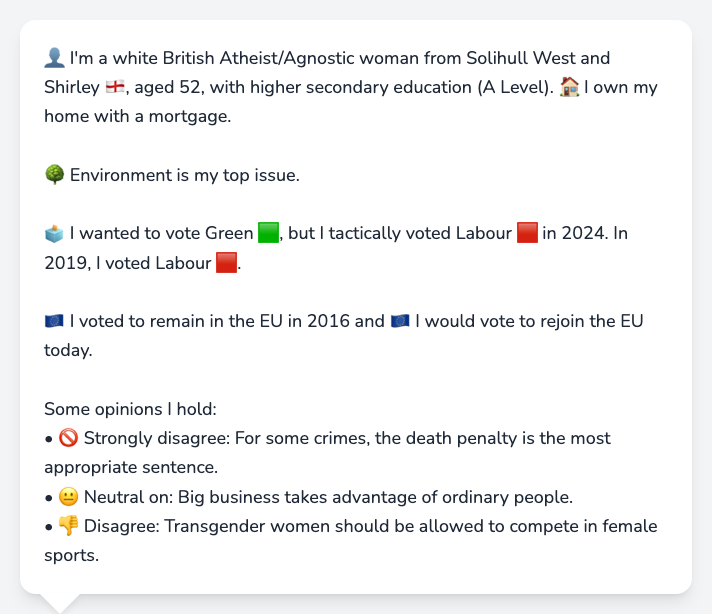 👤 I'm a white British Atheist/Agnostic woman from Solihull West and
Shirley 🏴󠁧󠁢󠁥󠁮󠁧󠁿, aged 52, with higher secondary education (A Level). 🏠 I own my
home with a mortgage.
🌳 Environment is my top issue.
🗳️ I wanted to vote Green 🟩, but I tactically voted Labour 🟥 in 2024. In
2019, I voted Labour 🟥.
🇪🇺 I voted to remain in the EU in 2016 and 🇪🇺 I would vote to rejoin the EU
today.
Some opinions I hold:
• 🚫 Strongly disagree: For some crimes, the death penalty is the most
appropriate sentence.
• 😐 Neutral on: Big business takes advantage of ordinary people.
• 👎 Disagree: Transgender women should be allowed to compete in female
sports.